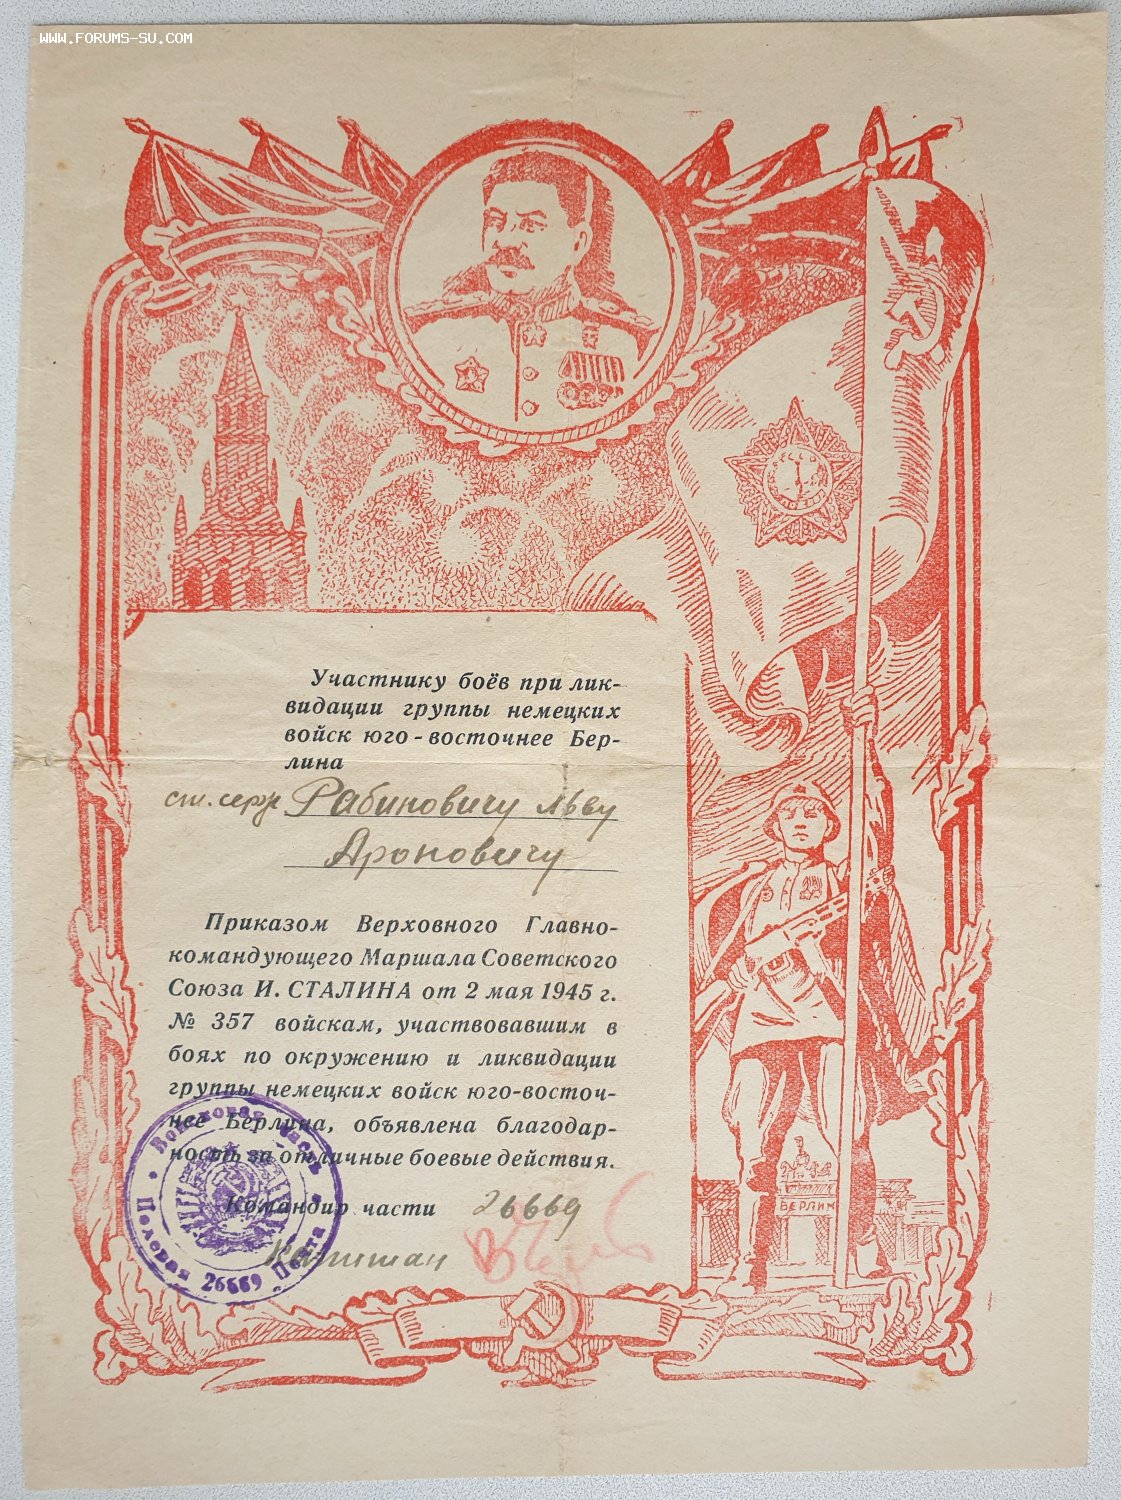 WWW.FORUMS-SU.COM
Участнику боёв при лик-
видации группы немецких
войск юго-восточнее Бер-
лина
ст. серж Рабиновичу Льву
Ароновичу
Приказом Верховного Главно-
командующего Маршала Советского
Союза И. СТАЛИНА от 2 мая 1945 г.
№ 357 войскам, участвовавшим в
боях по окружению и ликвидации
группы немецких войск юго-восточ-
нее Берлина, объявлена благодар-
ность за отличные боевые действия.
Командир части 26669
Капитан
Войсковая часть
Полевая 26669 Почта
БЕРЛИН
СССР